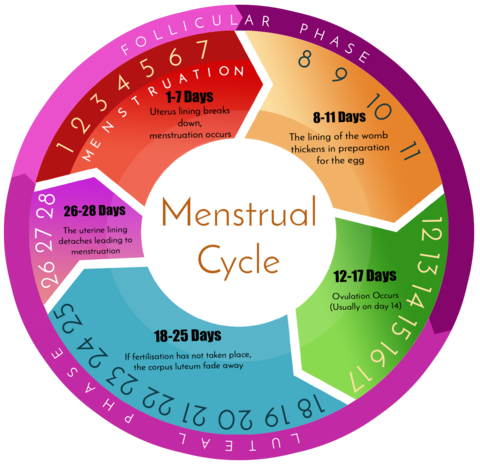 FOLLICULAR PHASE
1 2 3 4 5 6 7
MENSTRUATION
1-7 Days
Uterus lining breaks
down,
menstruation occurs
8 9 10 11
8-11 Days
The lining of the womb
thickens in preparation
for the egg
12 13 14 15 16 17
12-17 Days
Ovulation Occurs
(Usually on day 14)
18 19 20 21 22 23 24 25
18-25 Days
If fertilisation has not taken place,
the corpus luteum fade away
26 27 28
26-28 Days
The uterine lining
detaches leading to
menstruation
Menstrual
Cycle
LUTEAL PHASE